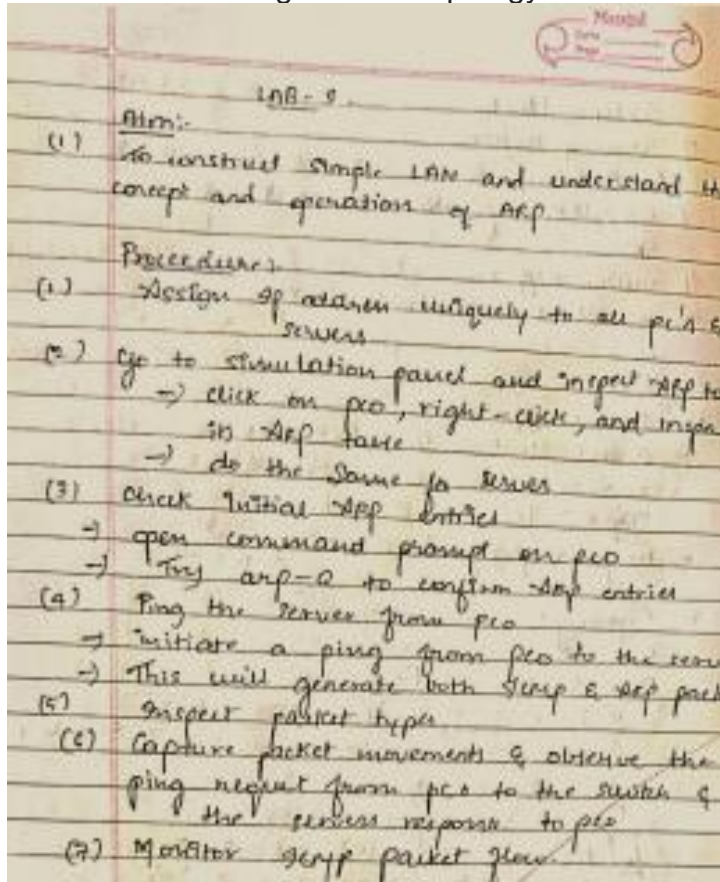 LAB - 9
Aim:-
(1) To construct simple LAN and understand th
concept and operation of ARP
Procedure:
(1) Assign IP address uniquely to all pc's &
servers
(2) Go to simulation panel and inspect ARP ta
→ click on pc0, right-click, and inspe
in ARP table
→ do the same for server
(3) check initial ARP entries
→ open command prompt on pc0
→ Try arp-a to confirm Arp entries
(4) Ping the server from pc0
→ initiate a ping from pc0 to the serv
→ This will generate both Icmp & Arp pack
(5) Inspect packet types
(6) Capture packet movements & observe the
ping request from pc0 to the switch &
the servers response to pc0
(7) Monitor Icmp packet flow.